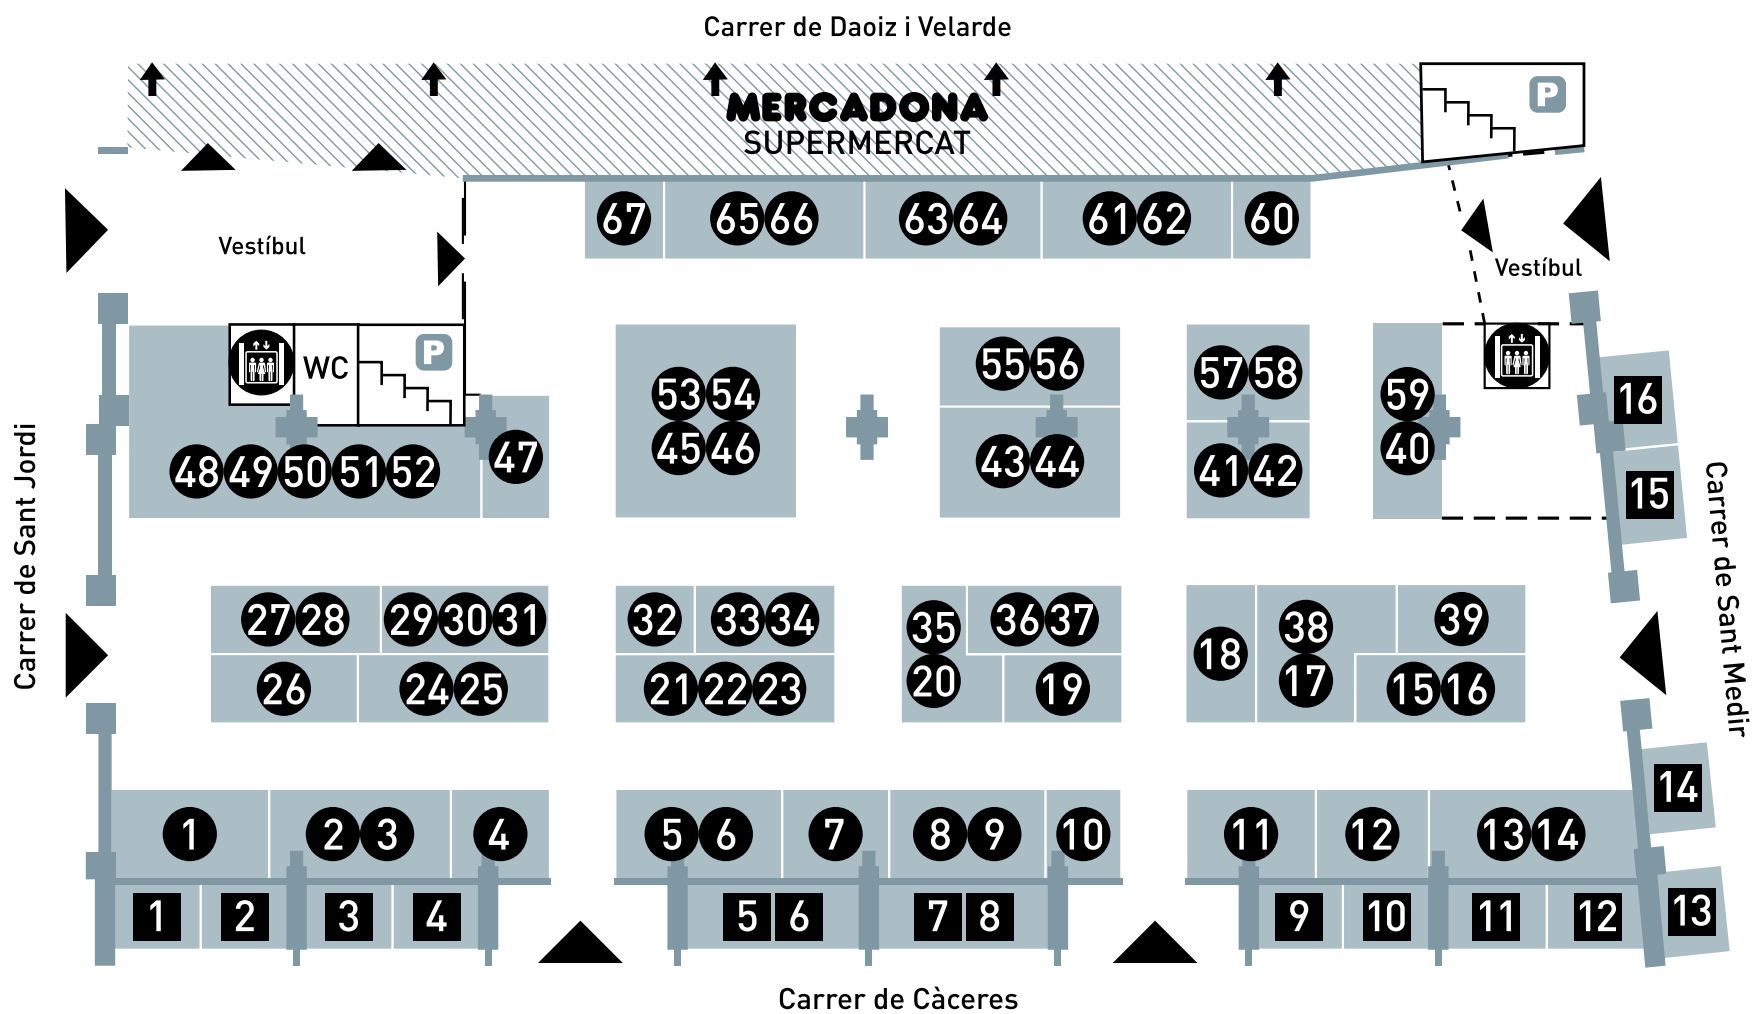 Carrer de Daoiz i Velarde
MERCADONA
SUPERMERCAT
P
67 65 66 63 64 61 62 60
Vestíbul
Vestíbul
WC
P
55 56
57 58
53 54
59
16
45 46
43 44
41 42
40
48 49 50 51 52
47
15
Carrer de Sant Jordi
Carrer de Sant Medir
27 28 29 30 31 32 33 34 35 36 37 38 39
18
26 24 25 21 22 23 20 19 17 15 16
14
1 2 3 4 5 6 7 8 9 10 11 12 13 14
1 2 3 4 5 6 7 8 9 10 11 12 13
Carrer de Càceres